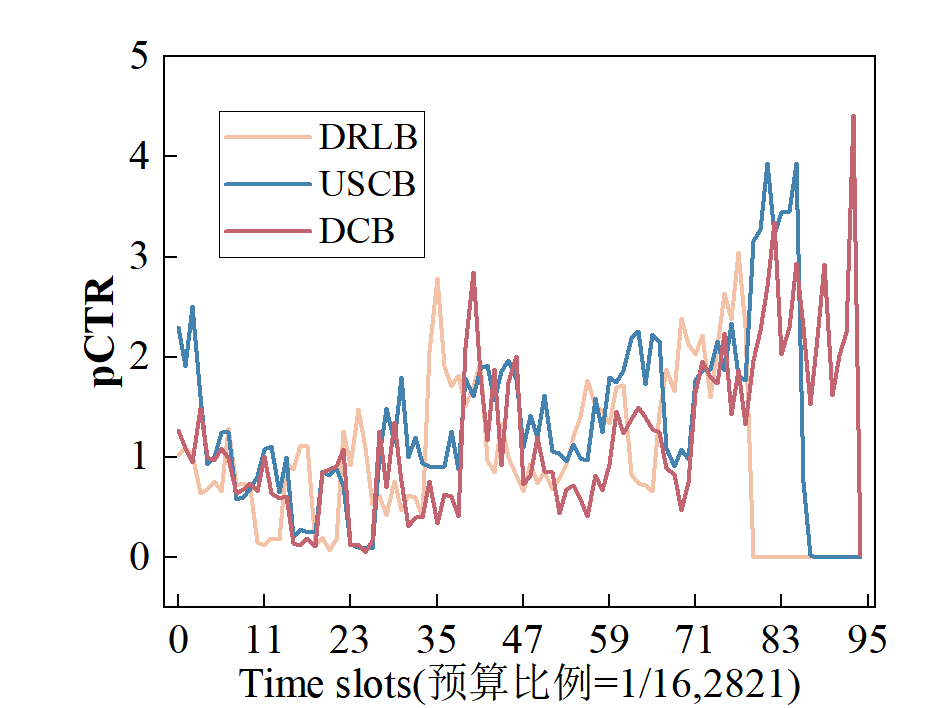 5
4
3
2
1
0
pCTR
DRLB
USCB
DCB
0 11 23 35 47 59 71 83 95
Time slots(预算比例=1/16,2821)